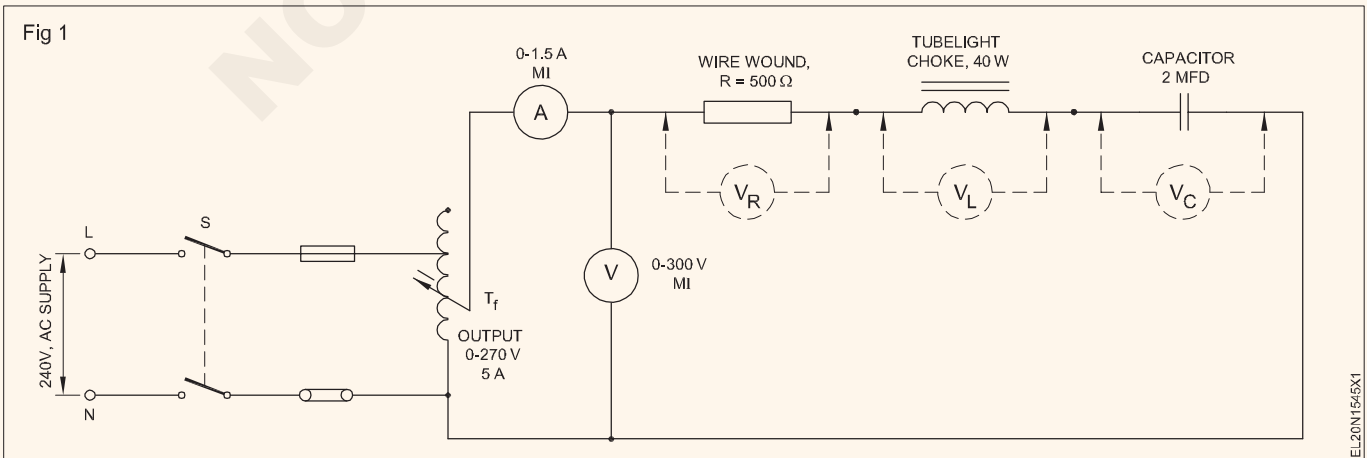 Fig 1
0-1.5 A
MI
A
WIRE WOUND,
R = 500 Ω
TUBELIGHT
CHOKE, 40 W
CAPACITOR
2 MFD
V_R
V_L
V_C
L
S
240V, AC SUPPLY
T_f
V
0-300 V
MI
OUTPUT
0-270 V
5 A
N
EL20N1545X1
NO